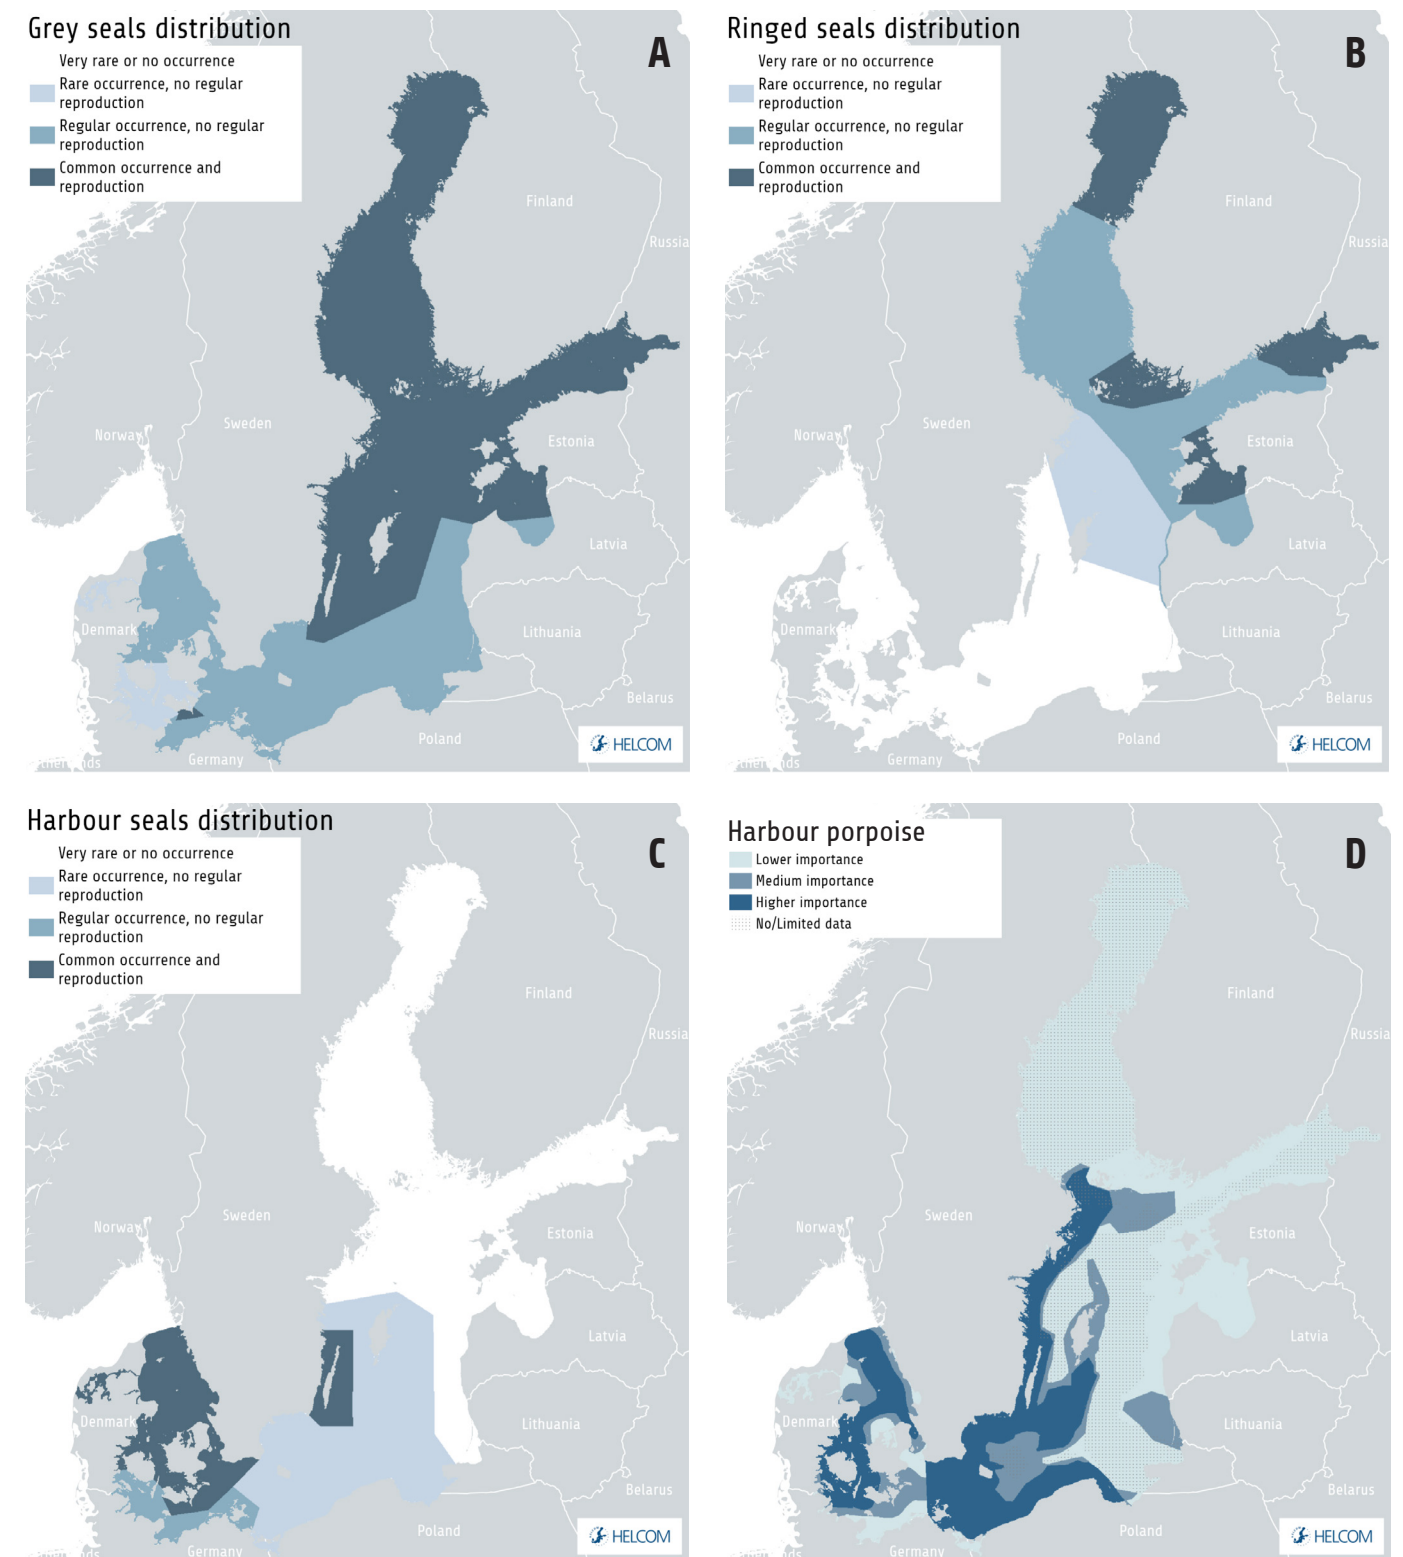 Grey seals distribution
A
Very rare or no occurrence
Rare occurrence, no regular
reproduction
Regular occurrence, no regular
reproduction
Common occurrence and
reproduction
Finland
Russia
Norway
Sweden
Estonia
Latvia
Denmark
Lithuania
Belarus
Poland
Germany
HELCOM
Ringed seals distribution
B
Very rare or no occurrence
Rare occurrence, no regular
reproduction
Regular occurrence, no regular
reproduction
Common occurrence and
reproduction
Finland
Russia
Norway
Sweden
Estonia
Latvia
Denmark
Lithuania
Belarus
Poland
Germany
HELCOM
Harbour seals distribution
C
Very rare or no occurrence
Rare occurrence, no regular
reproduction
Regular occurrence, no regular
reproduction
Common occurrence and
reproduction
Finland
Russia
Norway
Sweden
Estonia
Latvia
Denmark
Lithuania
Belarus
Poland
Germany
HELCOM
Harbour porpoise
D
Lower importance
Medium importance
Higher importance
No/Limited data
Finland
Russia
Norway
Sweden
Estonia
Latvia
Denmark
Lithuania
Belarus
Poland
Germany
HELCOM